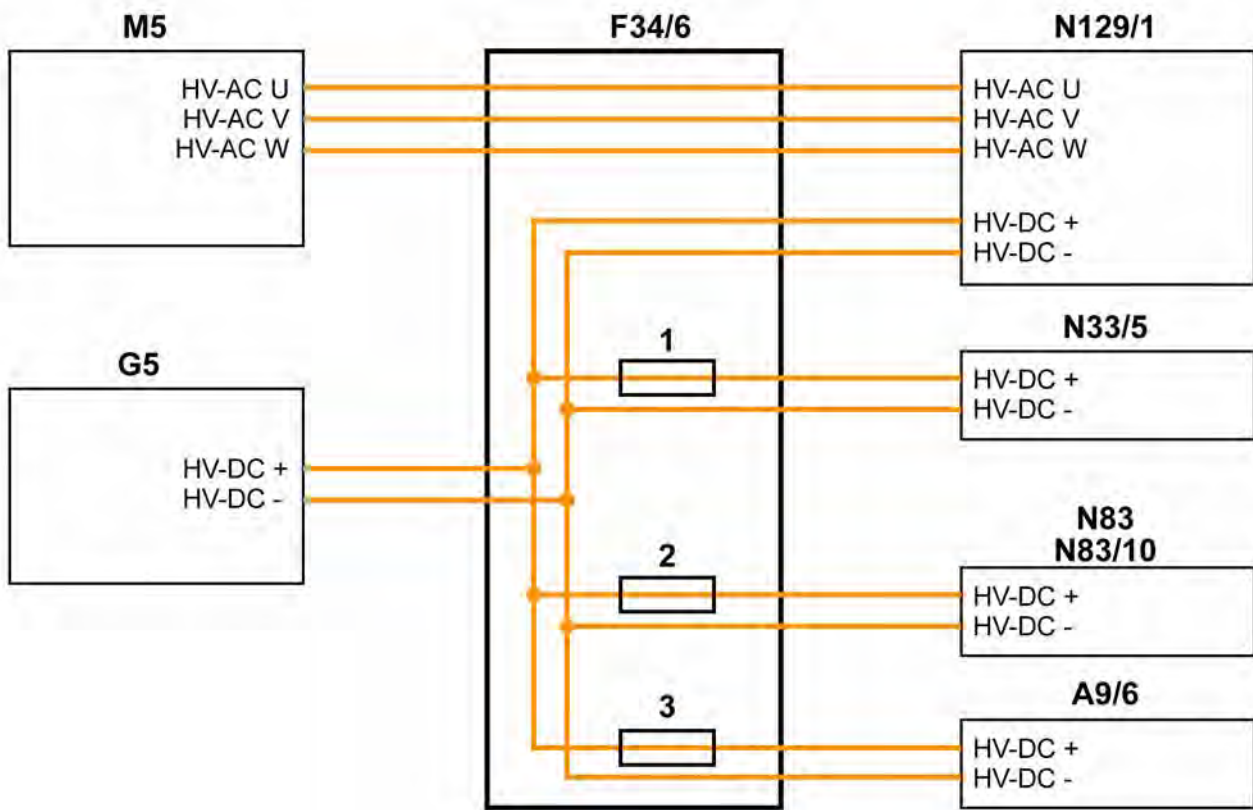 M5
HV-AC U
HV-AC V
HV-AC W
F34/6
N129/1
HV-AC U
HV-AC V
HV-AC W
HV-DC +
HV-DC -
1
N33/5
HV-DC +
HV-DC -
G5
HV-DC +
HV-DC -
2
N83
N83/10
HV-DC +
HV-DC -
3
A9/6
HV-DC +
HV-DC -